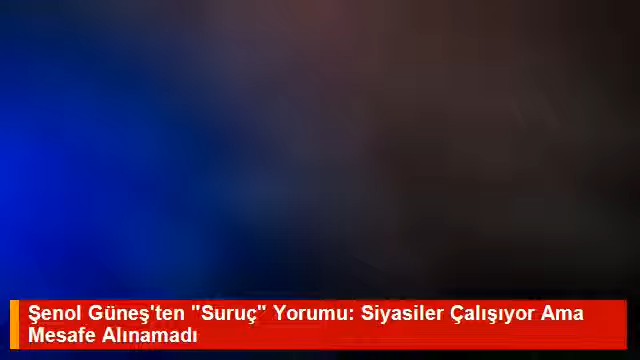 Şenol Güneş'ten "Suruç" Yorumu: Siyasiler Çalışıyor Ama
Mesafe Alınamadı